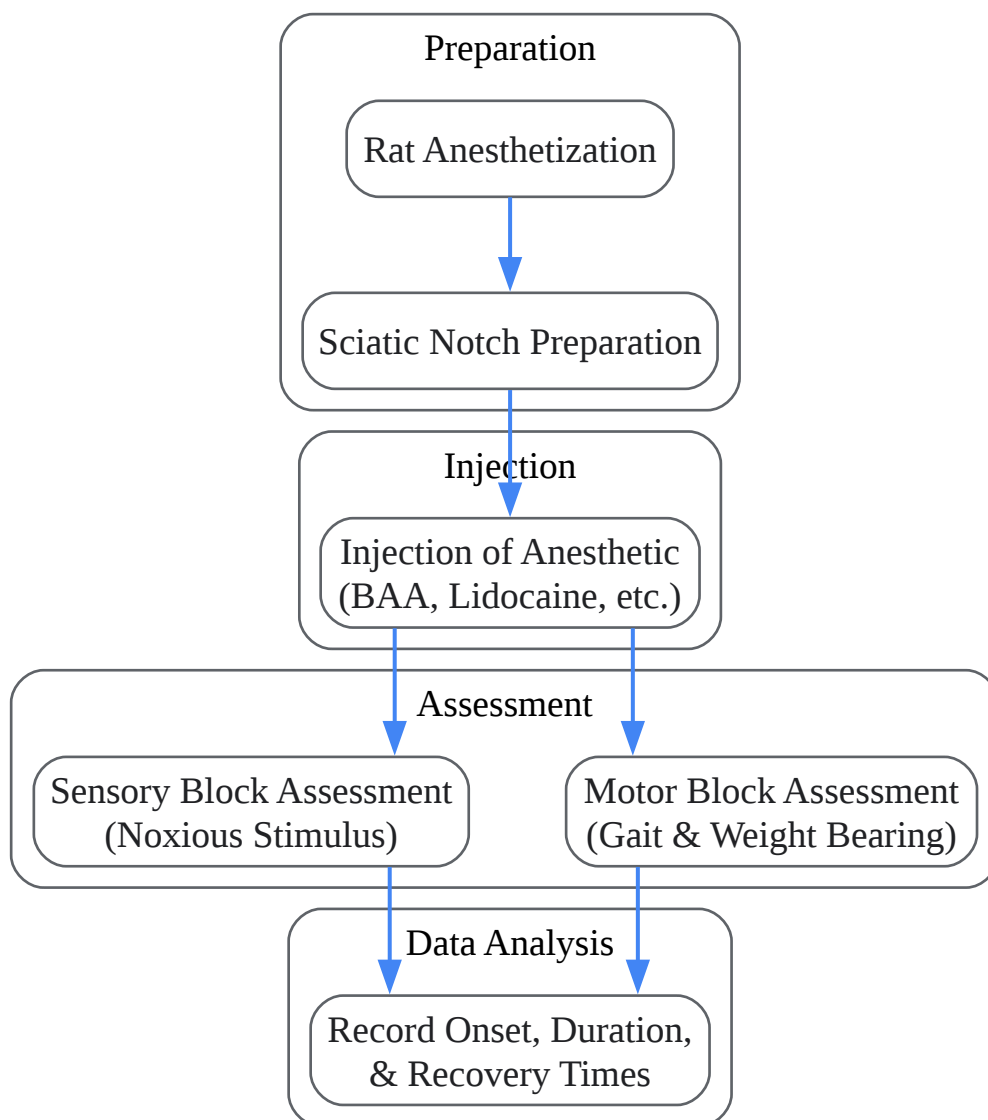 Preparation
Rat Anesthetization
Sciatic Notch Preparation
Injection
Injection of Anesthetic
(BAA, Lidocaine, etc.)
Assessment
Sensory Block Assessment
(Noxious Stimulus)
Motor Block Assessment
(Gait & Weight Bearing)
Data Analysis
Record Onset, Duration,
& Recovery Times